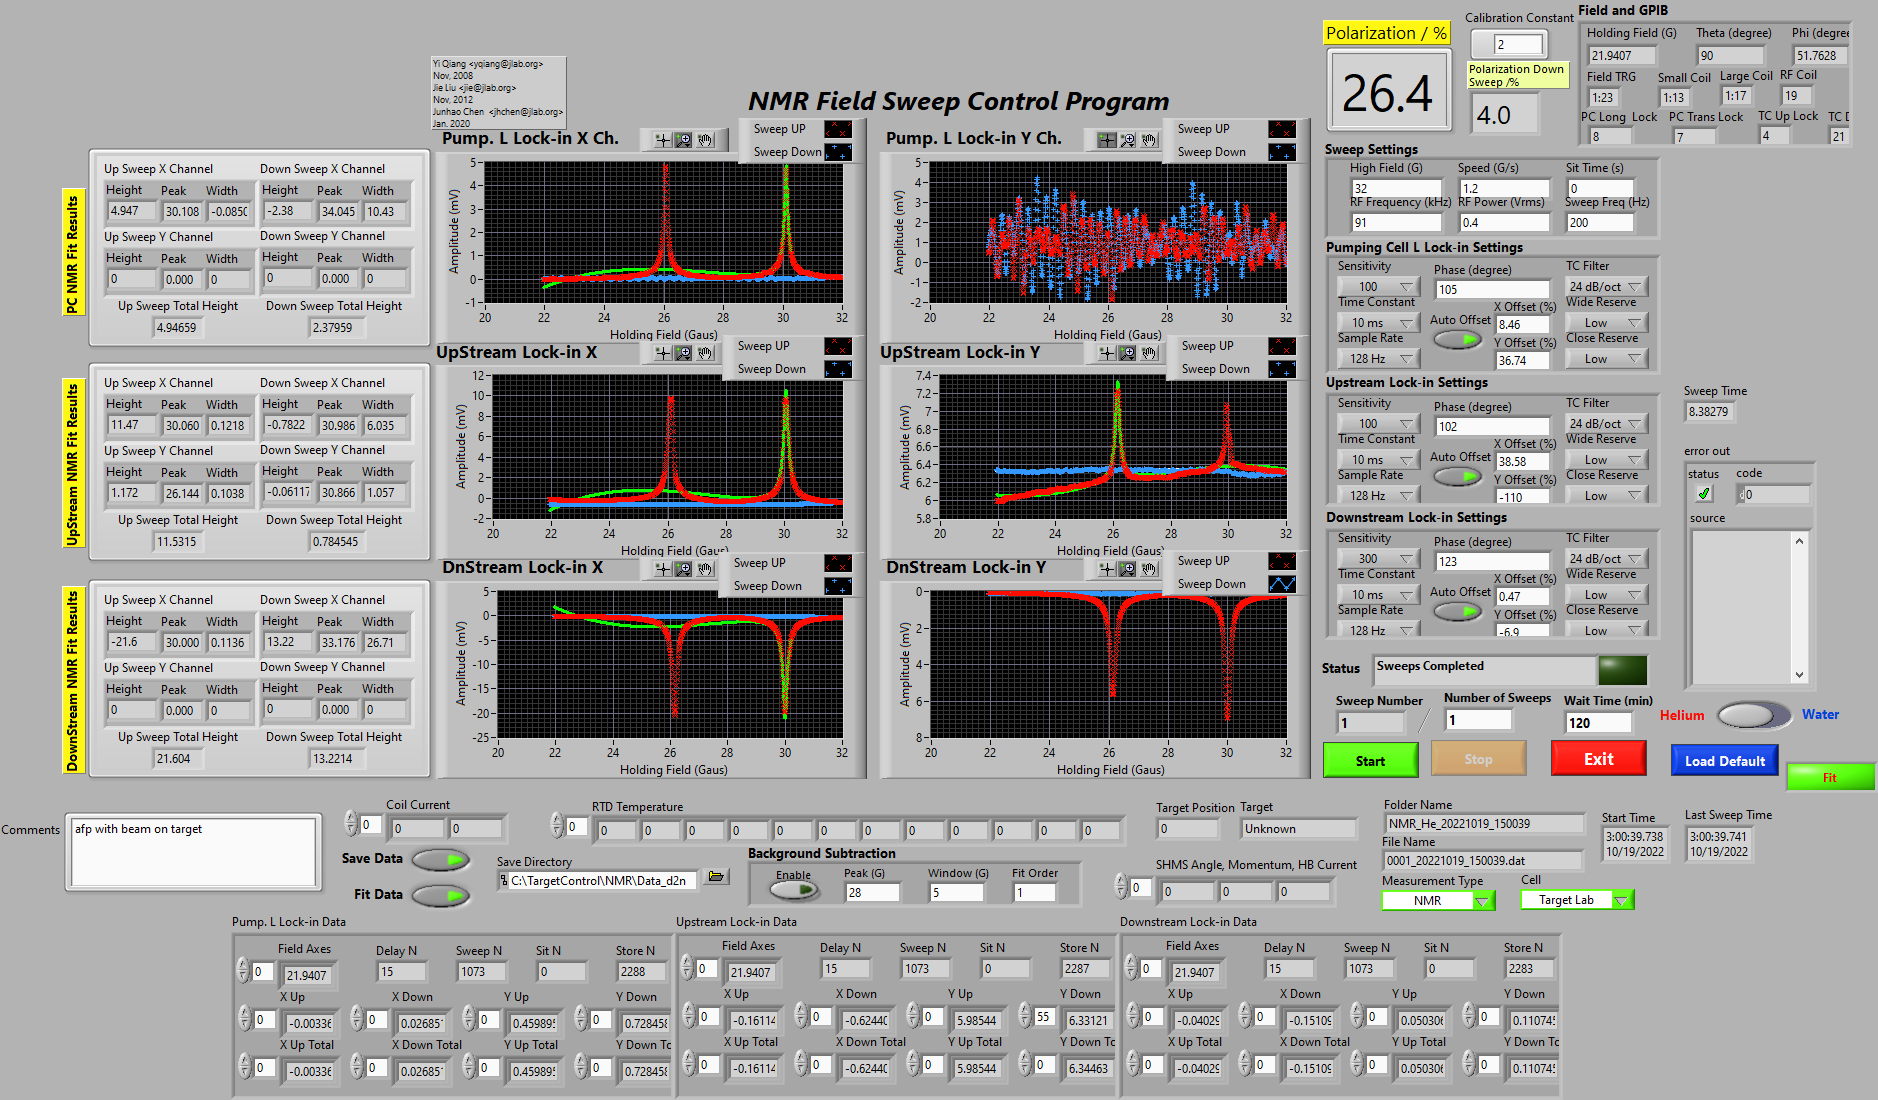 Yi Qiang <yqiang@jlab.org>
Nov, 2008
Jie Liu <jie@jlab.org>
Nov, 2012
Junhao Chen <jhchen@jlab.org>
Jan. 2020
NMR Field Sweep Control Program
Polarization / %
26.4
Calibration Constant
2
Polarization Down
Sweep /%
4.0
Field and GPIB
Holding Field (G) Theta (degree) Phi (degree
21.9407 90 51.7628
Field TRG Small Coil Large Coil RF Coil
1:23 1:13 1:17 19
PC Long Lock PC Trans Lock TC Up Lock TC D
8 7 4 21
PC NMR Fit Results
Up Sweep X Channel Down Sweep X Channel
Height Peak Width Height Peak Width
4.947 30.108 -0.0850 -2.38 34.045 10.43
Up Sweep Y Channel Down Sweep Y Channel
Height Peak Width Height Peak Width
0 0.000 0 0 0.000 0
Up Sweep Total Height Down Sweep Total Height
4.94659 2.37959
Pump. L Lock-in X Ch.
Sweep UP
Sweep Down
Amplitude (mV)
5
4
3
2
1
0
-1
20 22 24 26 28 30 32
Holding Field (Gaus)
Pump. L Lock-in Y Ch.
Sweep UP
Sweep Down
Amplitude (mV)
5
4
3
2
1
0
-1
-2
20 22 24 26 28 30 32
Holding Field (Gaus)
Sweep Settings
High Field (G) Speed (G/s) Sit Time (s)
32 1.2 0
RF Frequency (kHz) RF Power (Vrms) Sweep Freq (Hz)
91 0.4 200
Pumping Cell L Lock-in Settings
Sensitivity Phase (degree) TC Filter
100 105 24 dB/oct
Time Constant X Offset (%) Wide Reserve
10 ms Auto Offset 8.46 Low
Sample Rate Y Offset (%) Close Reserve
128 Hz 36.74 Low
UpStream NMR Fit Results
Up Sweep X Channel Down Sweep X Channel
Height Peak Width Height Peak Width
11.47 30.060 0.1218 -0.7822 30.986 6.035
Up Sweep Y Channel Down Sweep Y Channel
Height Peak Width Height Peak Width
1.172 26.144 0.1038 -0.06117 30.866 1.057
Up Sweep Total Height Down Sweep Total Height
11.5315 0.784545
UpStream Lock-in X
Sweep UP
Sweep Down
Amplitude (mV)
12
10
8
6
4
2
0
-2
20 22 24 26 28 30 32
Holding Field (Gaus)
UpStream Lock-in Y
Sweep UP
Sweep Down
Amplitude (mV)
7.4
7.2
7
6.8
6.6
6.4
6.2
6
5.8
20 22 24 26 28 30 32
Holding Field (Gaus)
Upstream Lock-in Settings
Sensitivity Phase (degree) TC Filter
100 102 24 dB/oct
Time Constant X Offset (%) Wide Reserve
10 ms Auto Offset 38.58 Low
Sample Rate Y Offset (%) Close Reserve
128 Hz -110 Low
Sweep Time
8.38279
error out
status code
0
source
DownStream NMR Fit Results
Up Sweep X Channel Down Sweep X Channel
Height Peak Width Height Peak Width
-21.6 30.000 0.1136 13.22 33.176 26.71
Up Sweep Y Channel Down Sweep Y Channel
Height Peak Width Height Peak Width
0 0.000 0 0 0.000 0
Up Sweep Total Height Down Sweep Total Height
21.604 13.2214
DnStream Lock-in X
Sweep UP
Sweep Down
Amplitude (mV)
5
0
-5
-10
-15
-20
-25
20 22 24 26 28 30 32
Holding Field (Gaus)
DnStream Lock-in Y
Sweep UP
Sweep Down
Amplitude (mV)
0
2
4
6
8
20 22 24 26 28 30 32
Holding Field (Gaus)
Downstream Lock-in Settings
Sensitivity Phase (degree) TC Filter
300 123 24 dB/oct
Time Constant X Offset (%) Wide Reserve
10 ms Auto Offset 0.47 Low
Sample Rate Y Offset (%) Close Reserve
128 Hz -6.9 Low
Status Sweeps Completed
Sweep Number Number of Sweeps Wait Time (min)
1 / 1 120
Helium Water
Start Stop Exit Load Default Fit
Comments
afp with beam on target
Coil Current
0 0 0
Save Data
Fit Data
RTD Temperature
0 0 0 0 0 0 0 0 0 0 0 0 0
Save Directory
C:\TargetControl\NMR\Data_d2n
Background Subtraction
Enable Peak (G) Window (G) Fit Order
28 5 1
Target Position Target
0 Unknown
SHMS Angle, Momentum, HB Current
0 0 0 0
Folder Name
NMR_He_20221019_150039
File Name
0001_20221019_150039.dat
Measurement Type Cell
NMR Target Lab
Start Time
3:00:39.738
10/19/2022
Last Sweep Time
3:00:39.741
10/19/2022
Pump. L Lock-in Data
Field Axes Delay N Sweep N Sit N Store N
0 21.9407 15 1073 0 2288
X Up X Down Y Up Y Down
0 -0.00336 0 0.02685 0 0.45989 0 0.728458
X Up Total X Down Total Y Up Total Y Down To
0 -0.00336 0 0.02685 0 0.45989 0 0.728458
Upstream Lock-in Data
Field Axes Delay N Sweep N Sit N Store N
0 21.9407 15 1073 0 2287
X Up X Down Y Up Y Down
0 -0.16114 0 -0.62440 0 5.98544 55 6.33121
X Up Total X Down Total Y Up Total Y Down Tc
0 -0.16114 0 -0.62440 0 5.98544 0 6.34463
Downstream Lock-in Data
Field Axes Delay N Sweep N Sit N Store N
0 21.9407 15 1073 0 2283
X Up X Down Y Up Y Down
0 -0.04029 0 -0.15109 0 0.050306 0 0.11074
X Up Total X Down Total Y Up Total Y Down Tc
0 -0.04029 0 -0.15109 0 0.050306 0 0.11074